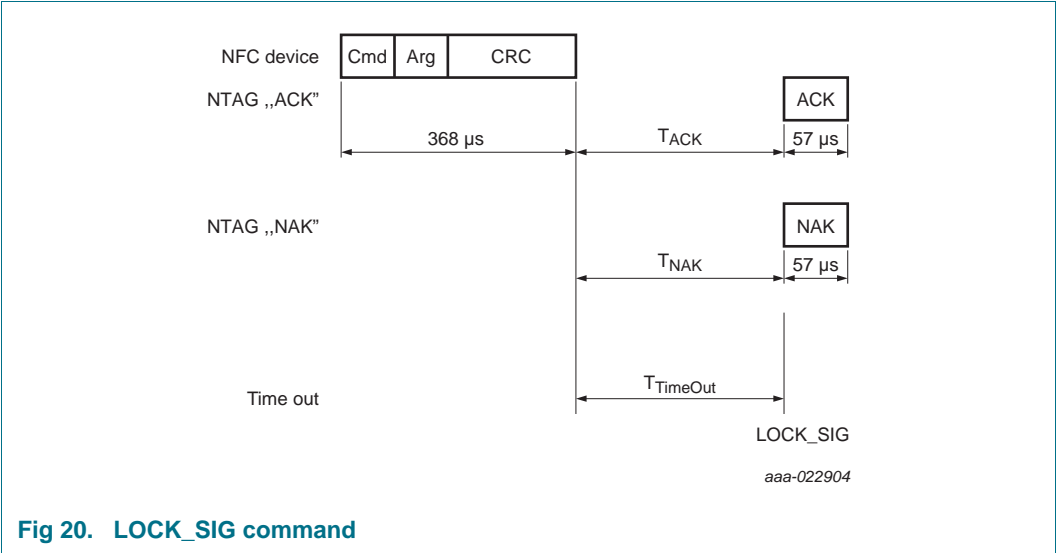 NFC device Cmd Arg CRC
NTAG ,,ACK” ACK
368 µs TACK 57 µs
NTAG ,,NAK” NAK
TNAK 57 µs
Time out TTimeOut
LOCK_SIG
aaa-022904
Fig 20. LOCK_SIG command